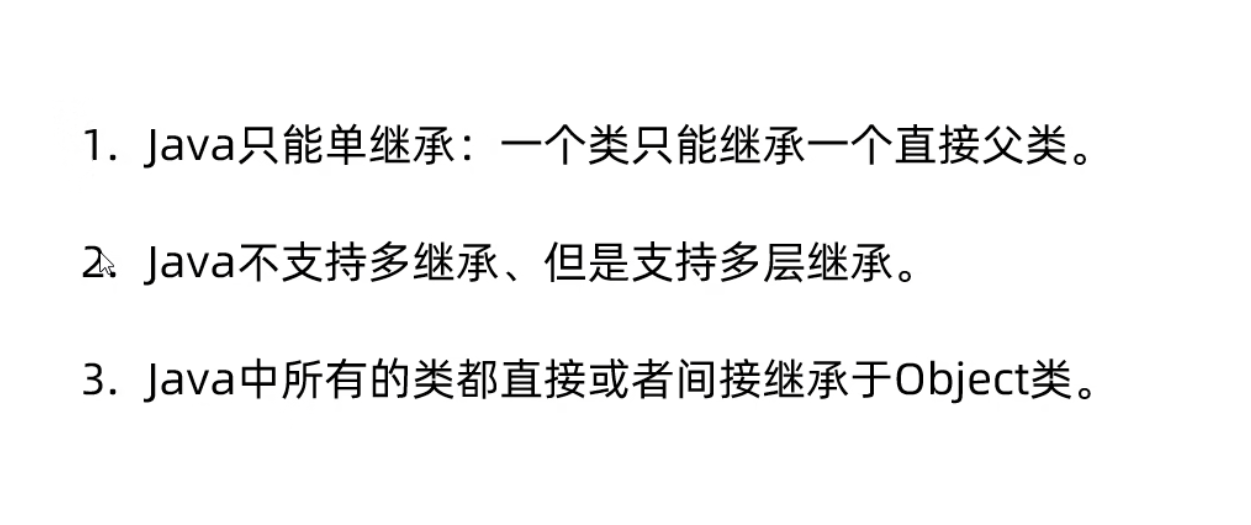 1. Java只能单继承：一个类只能继承一个直接父类。
2. Java不支持多继承、但是支持多层继承。
3. Java中所有的类都直接或者间接继承于Object类。